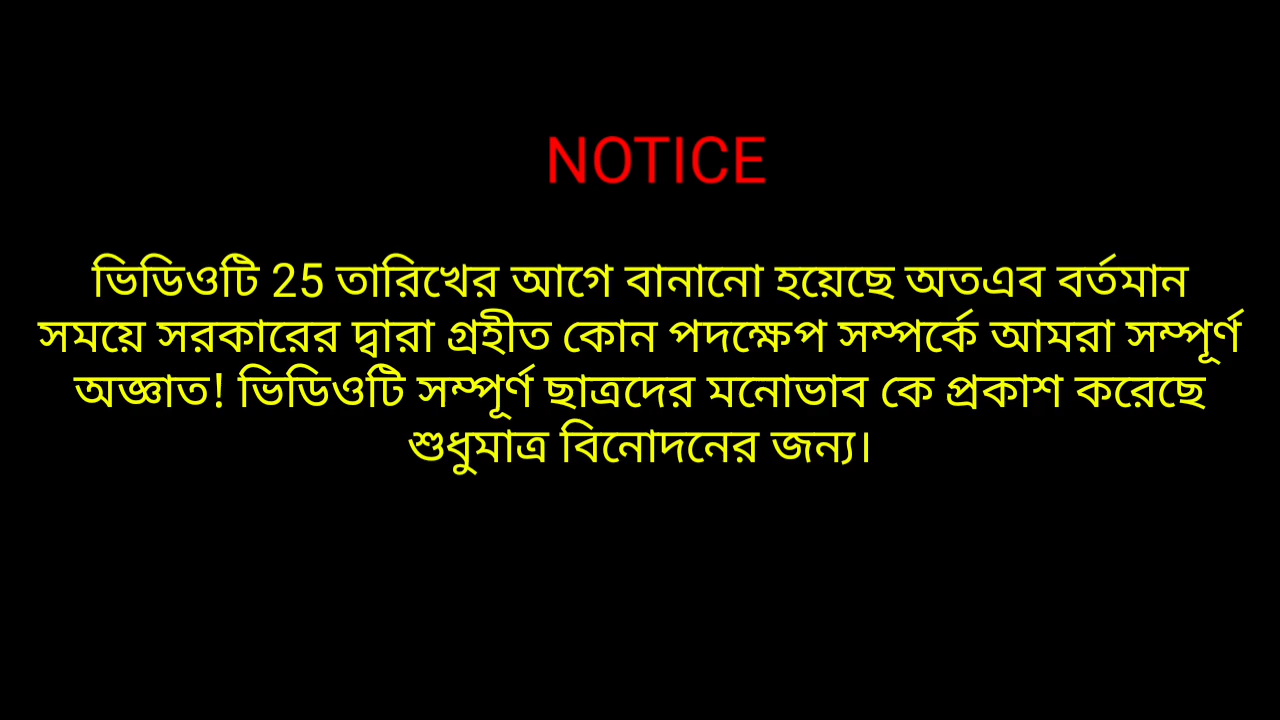 NOTICE
ভিডিওটি 25 তারিখের আগে বানানো হয়েছে অতএব বর্তমান
সময়ে সরকারের দ্বারা গ্রহীত কোন পদক্ষেপ সম্পর্কে আমরা সম্পূর্ণ
অজ্ঞাত! ভিডিওটি সম্পূর্ণ ছাত্রদের মনোভাব কে প্রকাশ করেছে
শুধুমাত্র বিনোদনের জন্য।